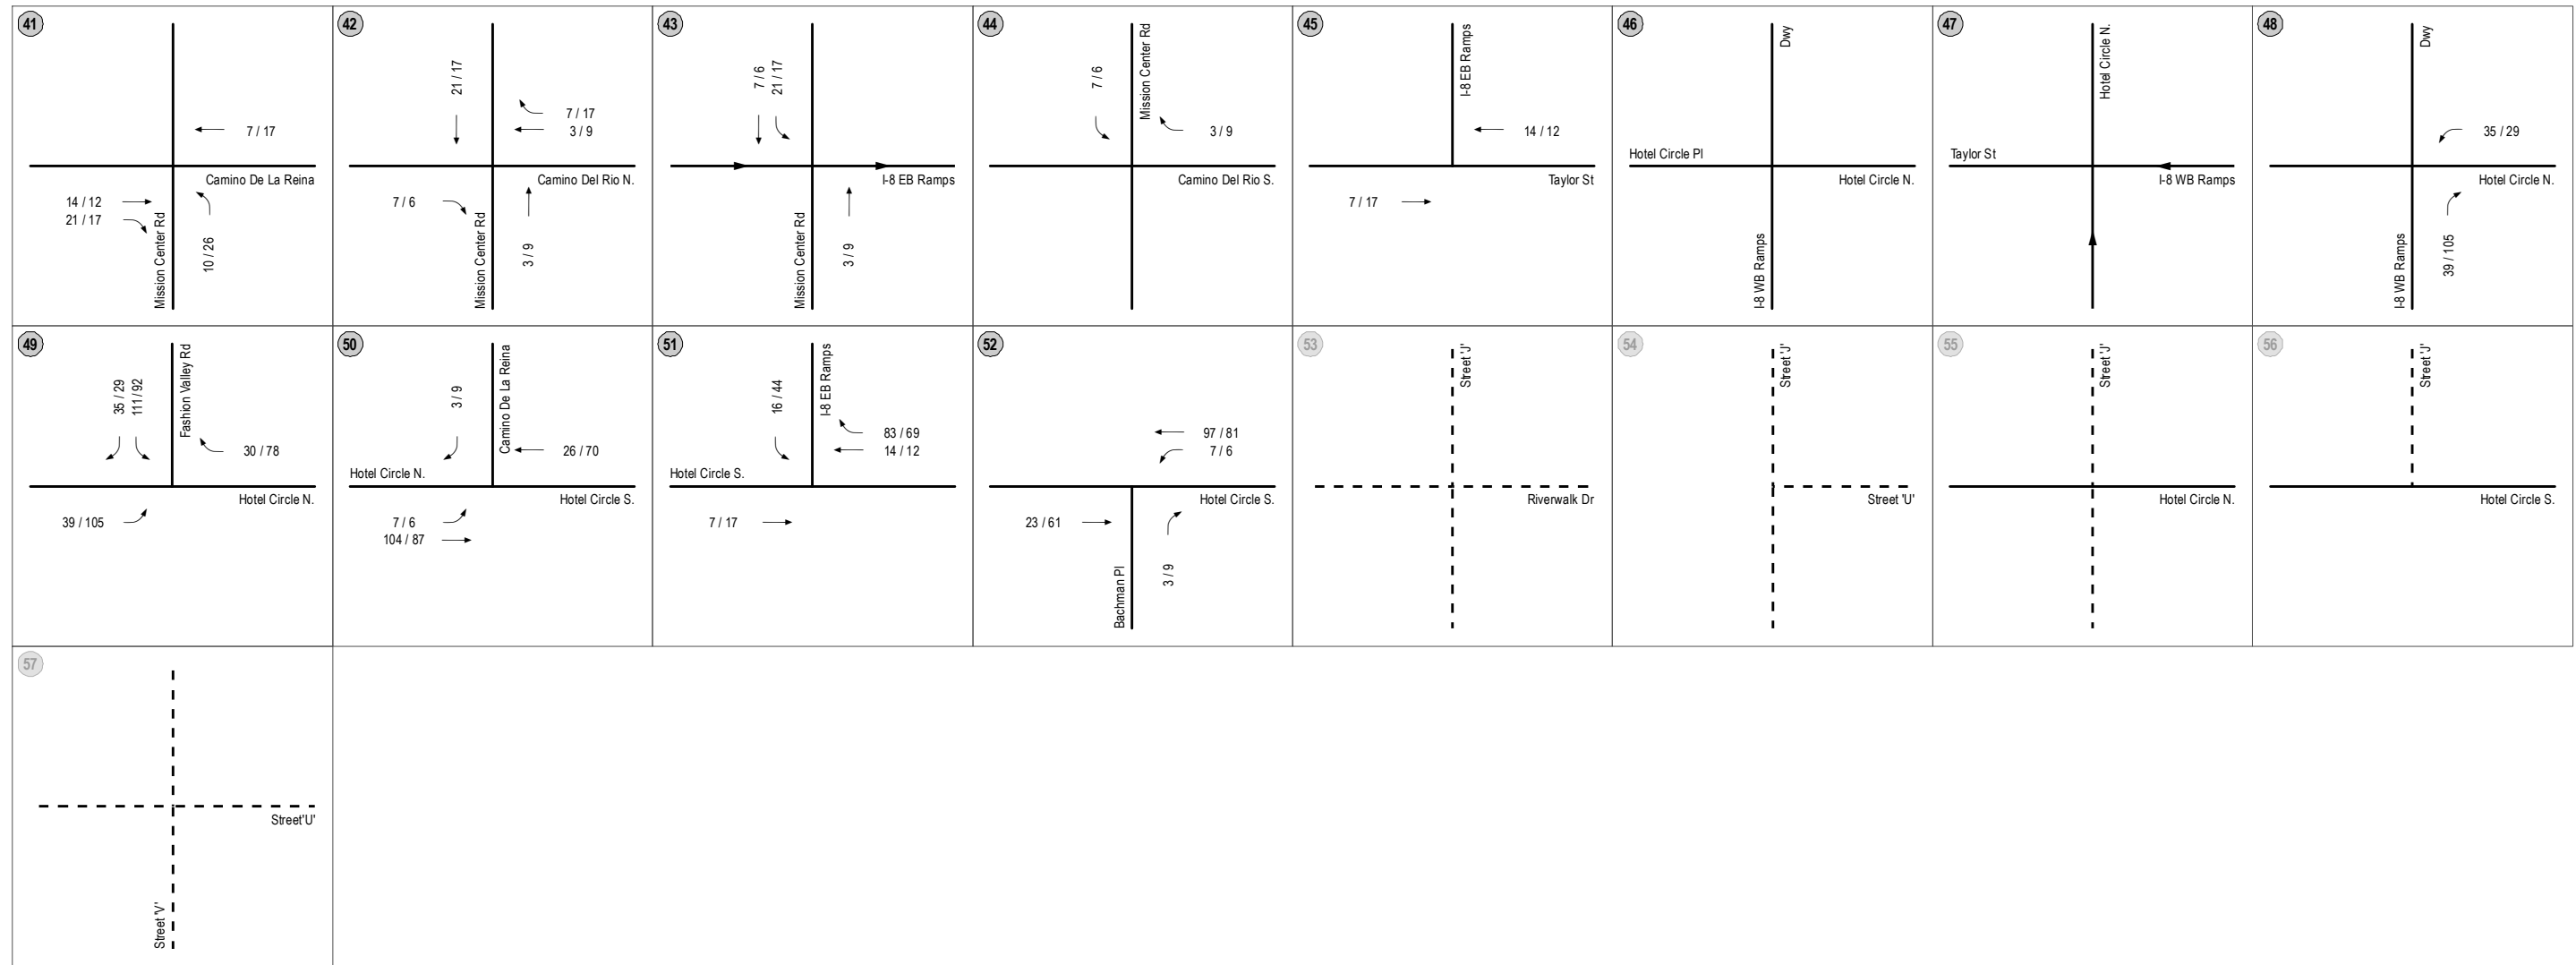 41
7 / 17
Camino De La Reina
14 / 12
21 / 17
Mission Center Rd
10 / 26
42
21 / 17
7 / 17
3 / 9
Camino Del Rio N.
7 / 6
Mission Center Rd
3 / 9
43
7 / 6
21 / 17
I-8 EB Ramps
Mission Center Rd
3 / 9
44
7 / 6
Mission Center Rd
3 / 9
Camino Del Rio S.
45
I-8 EB Ramps
14 / 12
Taylor St
7 / 17
46
Dwy
Hotel Circle Pl
Hotel Circle N.
I-8 WB Ramps
47
Hotel Circle N.
Taylor St
I-8 WB Ramps
48
Dwy
35 / 29
Hotel Circle N.
I-8 WB Ramps
39 / 105
49
35 / 29
111 / 92
Fashion Valley Rd
30 / 78
Hotel Circle N.
39 / 105
50
3 / 9
Camino De La Reina
26 / 70
Hotel Circle N.
Hotel Circle S.
7 / 6
104 / 87
51
16 / 44
I-8 EB Ramps
83 / 69
14 / 12
Hotel Circle S.
7 / 17
52
97 / 81
7 / 6
Hotel Circle S.
23 / 61
Bachman Pl
3 / 9
53
Street 'J'
Riverwalk Dr
54
Street 'J'
Street 'U'
55
Street 'J'
Hotel Circle N.
56
Street 'J'
Hotel Circle S.
57
Street'U'
Street 'V'